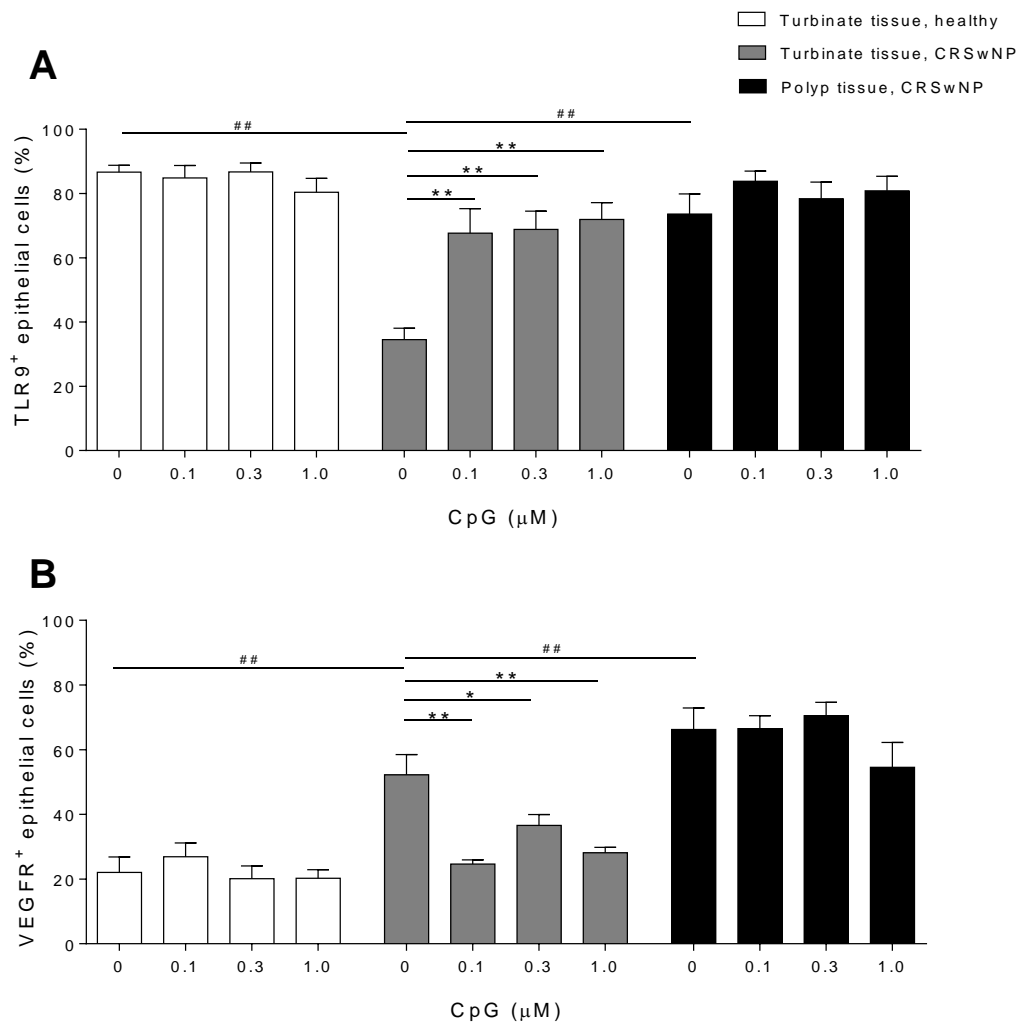 Turbinate tissue, healthy
Turbinate tissue, CRSwNP
Polyp tissue, CRSwNP
A
##
##
**
**
**
TLR9+ epithelial cells (%)
100
80
60
40
20
0
0 0.1 0.3 1.0 0 0.1 0.3 1.0 0 0.1 0.3 1.0
CpG (μM)
B
##
##
**
*
**
VEGFR+ epithelial cells (%)
100
80
60
40
20
0
0 0.1 0.3 1.0 0 0.1 0.3 1.0 0 0.1 0.3 1.0
CpG (μM)